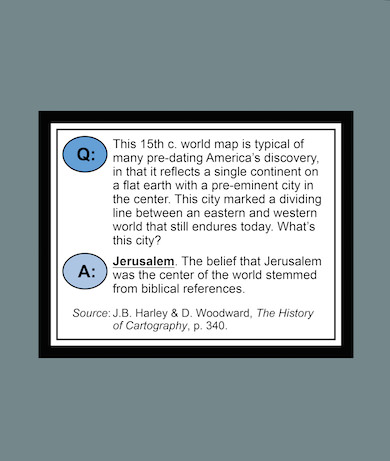 Q: This 15th c. world map is typical of
many pre-dating America's discovery,
in that it reflects a single continent on
a flat earth with a pre-eminent city in
the center. This city marked a dividing
line between an eastern and western
world that still endures today. What's
this city?
A: Jerusalem. The belief that Jerusalem
was the center of the world stemmed
from biblical references.
Source: J.B. Harley & D. Woodward, The History
of Cartography, p. 340.